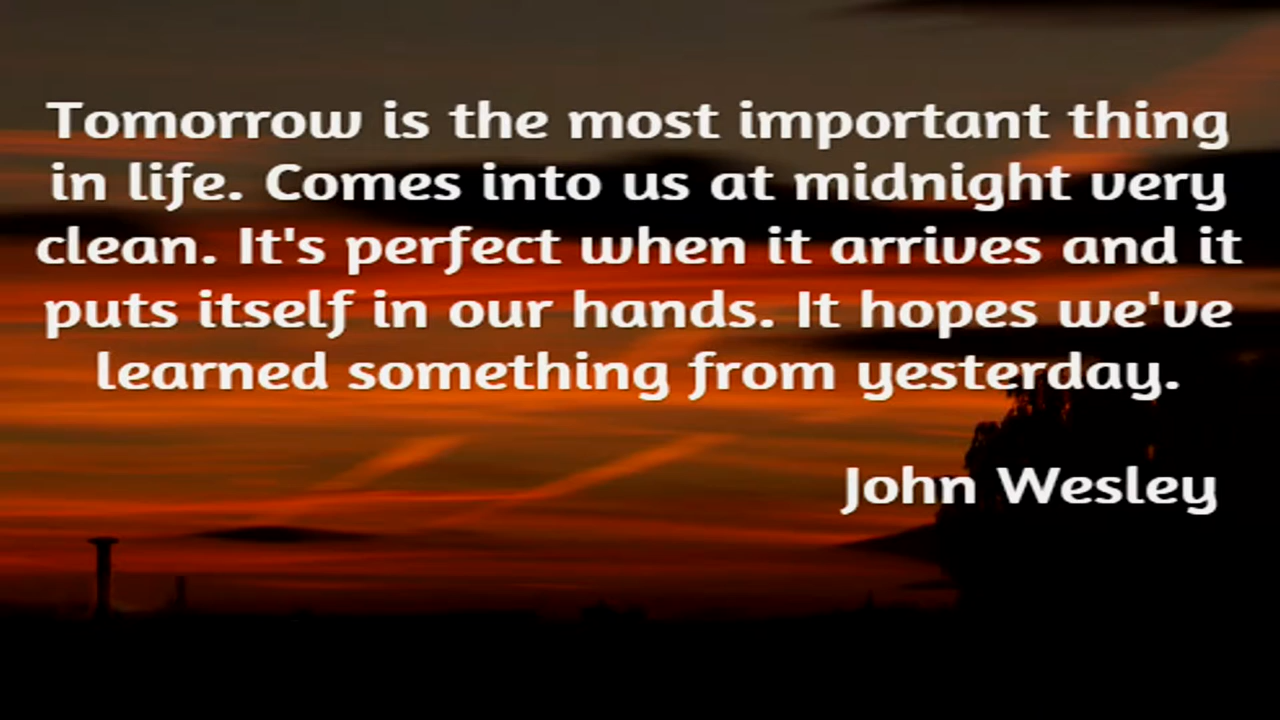 Tomorrow is the most important thing
in life. Comes into us at midnight very
clean. It's perfect when it arrives and it
puts itself in our hands. It hopes we've
learned something from yesterday.
John Wesley